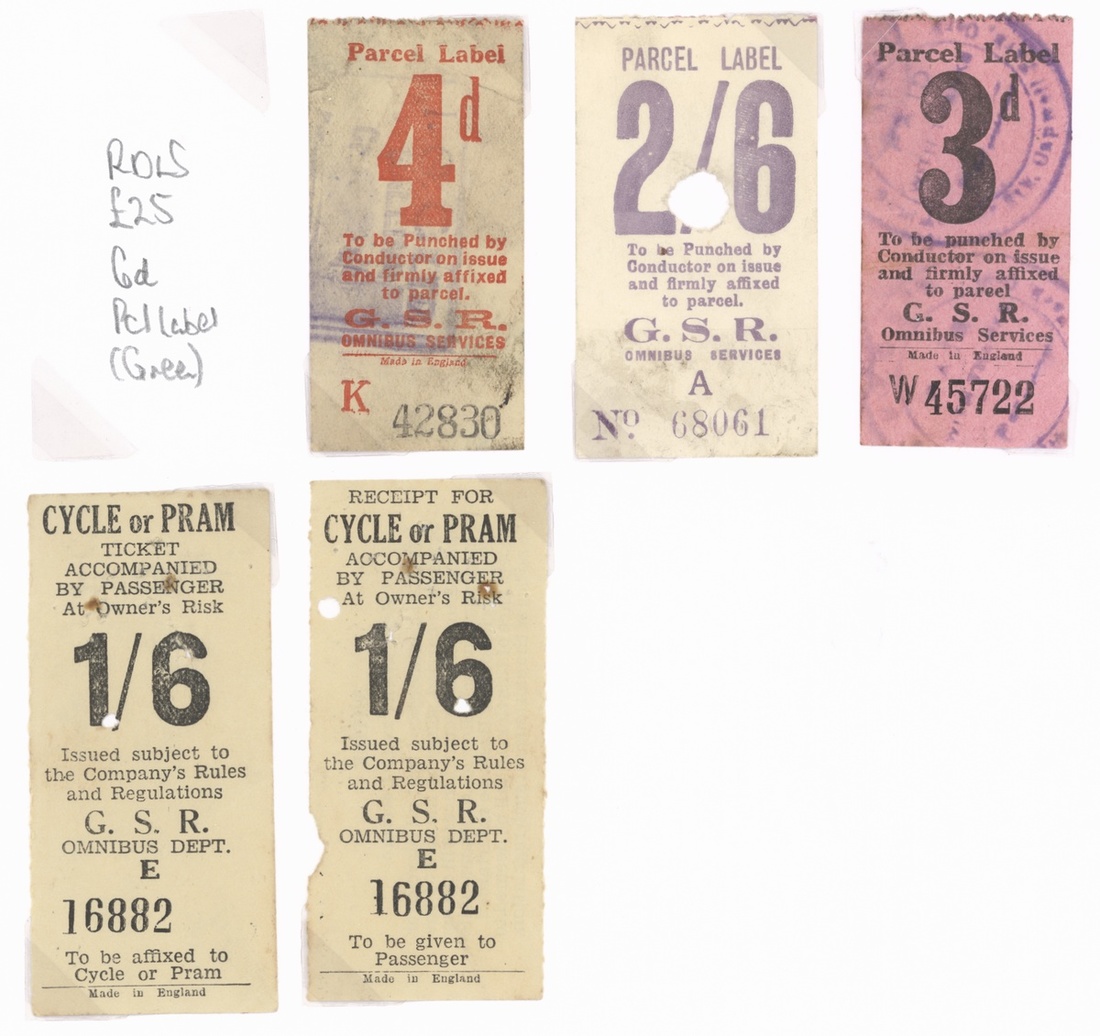 RDLS
£25
6d
Pcl Label
(Green)
Parcel Label
4d
To be Punched by
Conductor on issue
and firmly affixed
to parcel.
G. S. R.
OMNIBUS SERVICES
Made in England
K 42830
PARCEL LABEL
2/6
To be Punched by
Conductor on issue
and firmly affixed
to parcel.
G. S. R.
OMNIBUS SERVICES
A
No 68061
Parcel Label
3d
To be punched by
Conductor on issue
and firmly affixed
to parcel
G. S. R.
Omnibus Services
Made in England
W 45722
CYCLE or PRAM
TICKET
ACCOMPANIED
BY PASSENGER
At Owner's Risk
1/6
Issued subject to
the Company's Rules
and Regulations
G. S. R.
OMNIBUS DEPT.
E
16882
To be affixed to
Cycle or Pram
Made in England
RECEIPT FOR
CYCLE or PRAM
ACCOMPANIED
BY PASSENGER
At Owner's Risk
1/6
Issued subject to
the Company's Rules
and Regulations
G. S. R.
OMNIBUS DEPT.
E
16882
To be given to
Passenger
Made in England